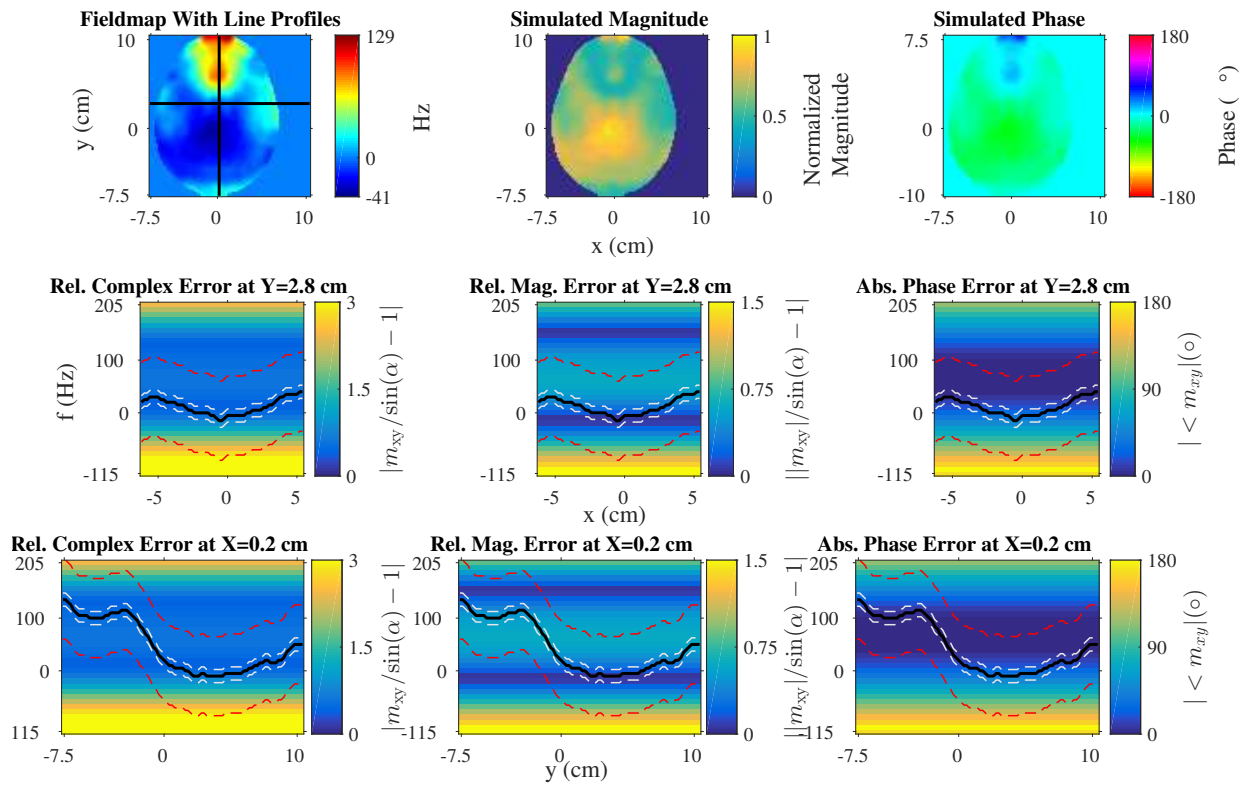 Fieldmap With Line Profiles
10
0
-7.5
y (cm)
-7.5 0 10
129
0
-41
Hz
Simulated Magnitude
10
0
-7.5
-7.5 0 10
x (cm)
1
0.5
0
Normalized
Magnitude
Simulated Phase
7.5
0
-10
-7.5 0 10
180
90
0
-90
-180
Phase ( °)
Rel. Complex Error at Y=2.8 cm
205
100
0
-115
f (Hz)
-5 0 5
3
1.5
0
|m_xy/sin(α) − 1|
Rel. Mag. Error at Y=2.8 cm
205
100
0
-115
-5 0 5
x (cm)
1.5
0.75
0
||m_xy|/sin(α) − 1|
Abs. Phase Error at Y=2.8 cm
205
100
0
-115
-5 0 5
180
90
0
| < m_xy|(○)
Rel. Complex Error at X=0.2 cm
205
100
0
115
-7.5 0 10
3
1.5
0
|m_xy/sin(α) − 1|
Rel. Mag. Error at X=0.2 cm
205
100
0
-115
-7.5 0 10
y (cm)
1.5
0.75
0
||m_xy|/sin(α) − 1|
Abs. Phase Error at X=0.2 cm
205
100
0
-115
-7.5 0 10
180
90
0
| < m_xy|(○)